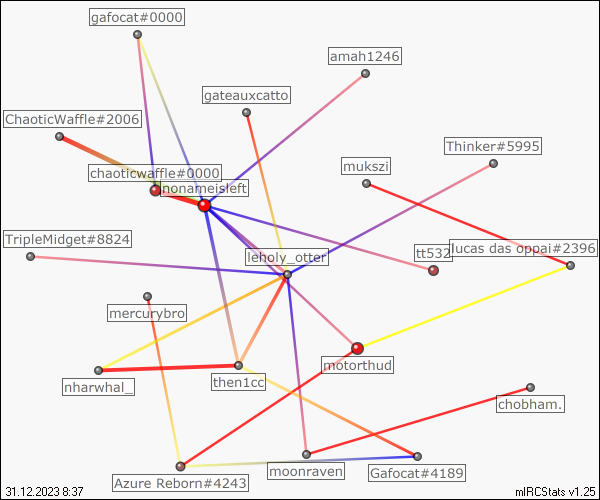 gafocat#0000
amah1246
gateauxcatto
ChaoticWaffle#2006
Thinker#5995
mukszi
chaoticwaffle#0000
nonameisleft
TripleMidget#8824
leholy_otter
tt532
lucas das oppai#2396
mercurybro
motorthud
nharwhal_
then1cc
chobham.
moonraven
Gafocat#4189
Azure Reborn#4243
31.12.2023 8:37
mIRCStats v1.25